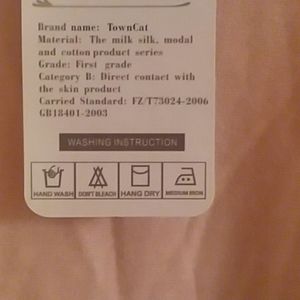 Brand name: TownCat
Material: The milk silk, modal
and cotton product series
Grade: First grade
Category B: Direct contact with
the skin product
Carried Standard: FZ/T73024-2006
GB18401-2003
WASHING INSTRUCTION
HAND WASH DON'T BLEACH HANG DRY MEDIUM IRON